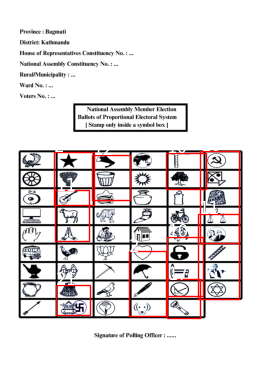 Province : Bagmati
District: Kathmandu
House of Representatives Constituency No. : ...
National Assembly Constituency No. : ...
Rural/Municipality : ...
Ward No. : ...
Voters No. : ...
National Assembly Member Election
Ballots of Proportional Electoral System
[ Stamp only inside a symbol box ]
Signature of Polling Officer : ......